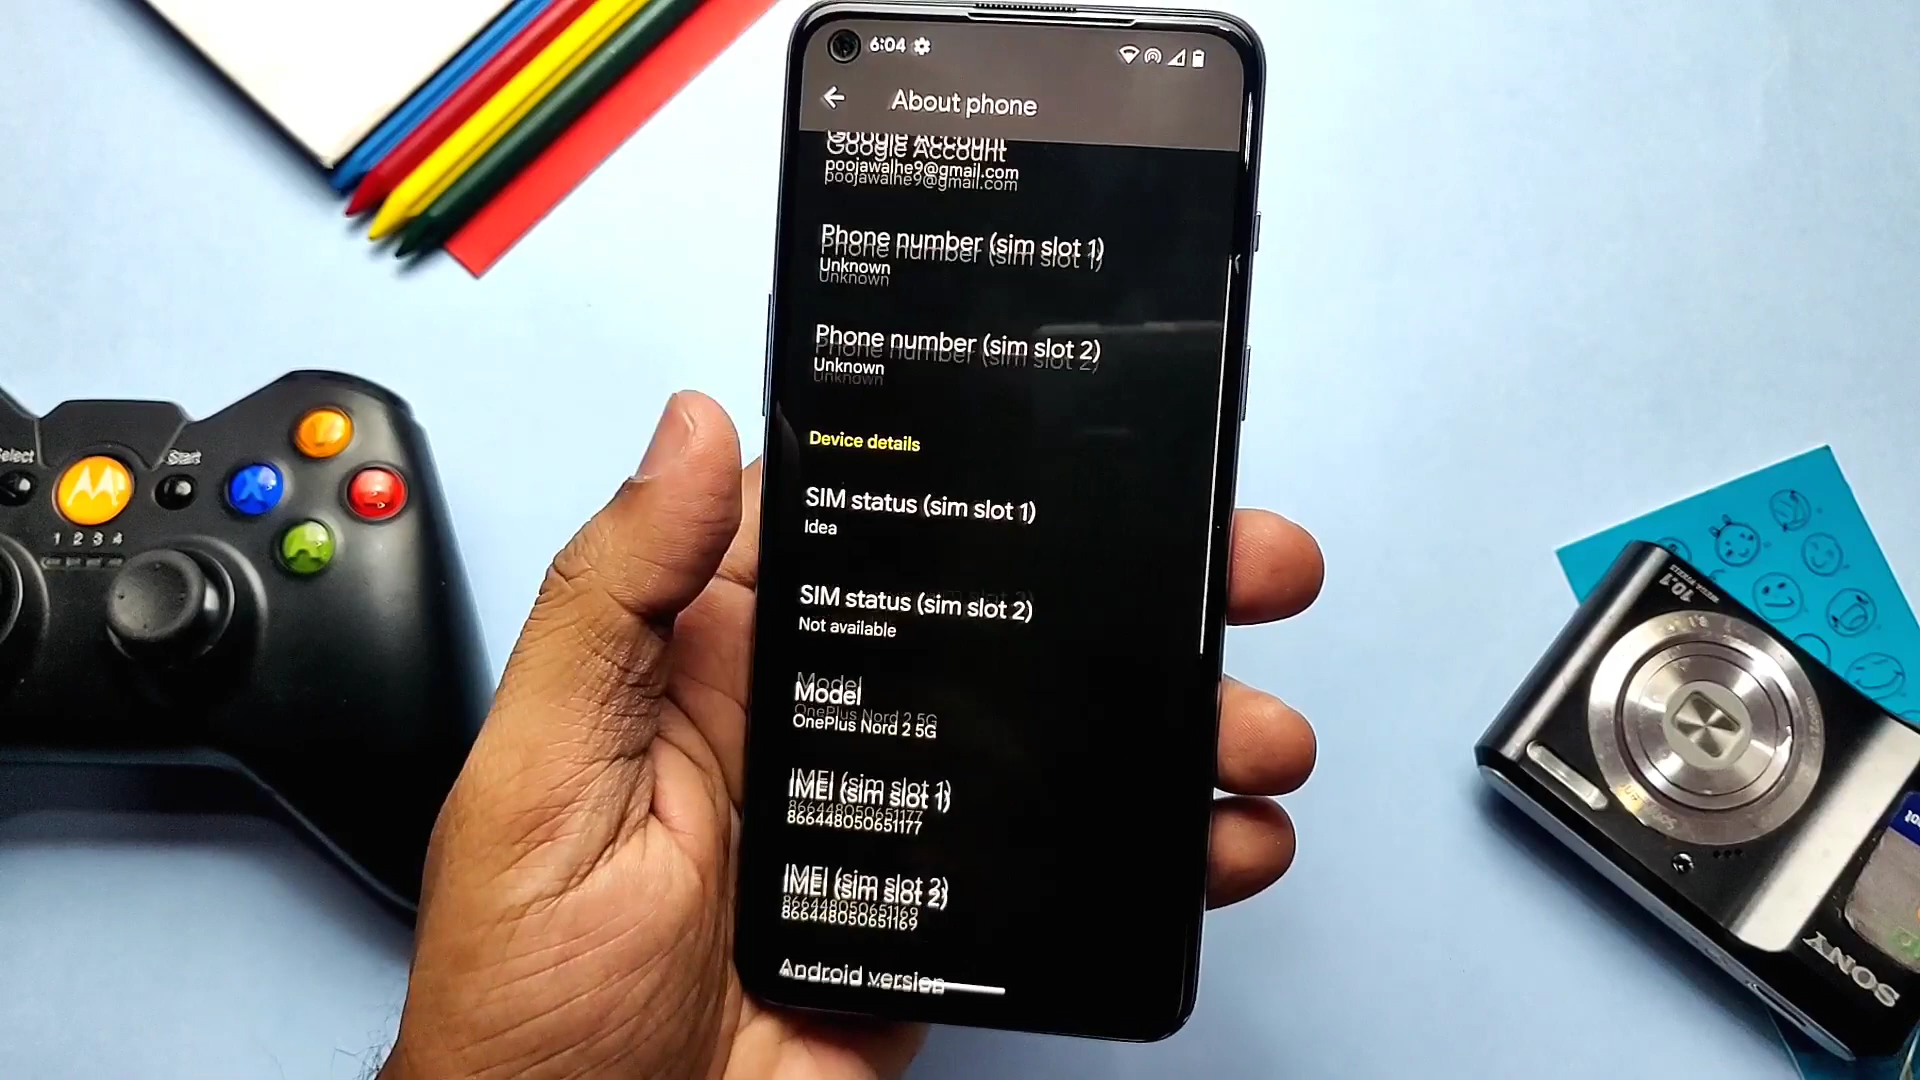 6:04
About phone
Google Account
poojawalhe9@gmail.com
Phone number (sim slot 1)
Unknown
Phone number (sim slot 2)
Unknown
Device details
SIM status (sim slot 1)
Idea
SIM status (sim slot 2)
Not available
Model
OnePlus Nord 2 5G
IMEI (sim slot 1)
866448050651177
IMEI (sim slot 2)
866448050651169
Android version
Select
Start
1 2 3 4
X
A
10.1
MEGA PIXELS
SONY